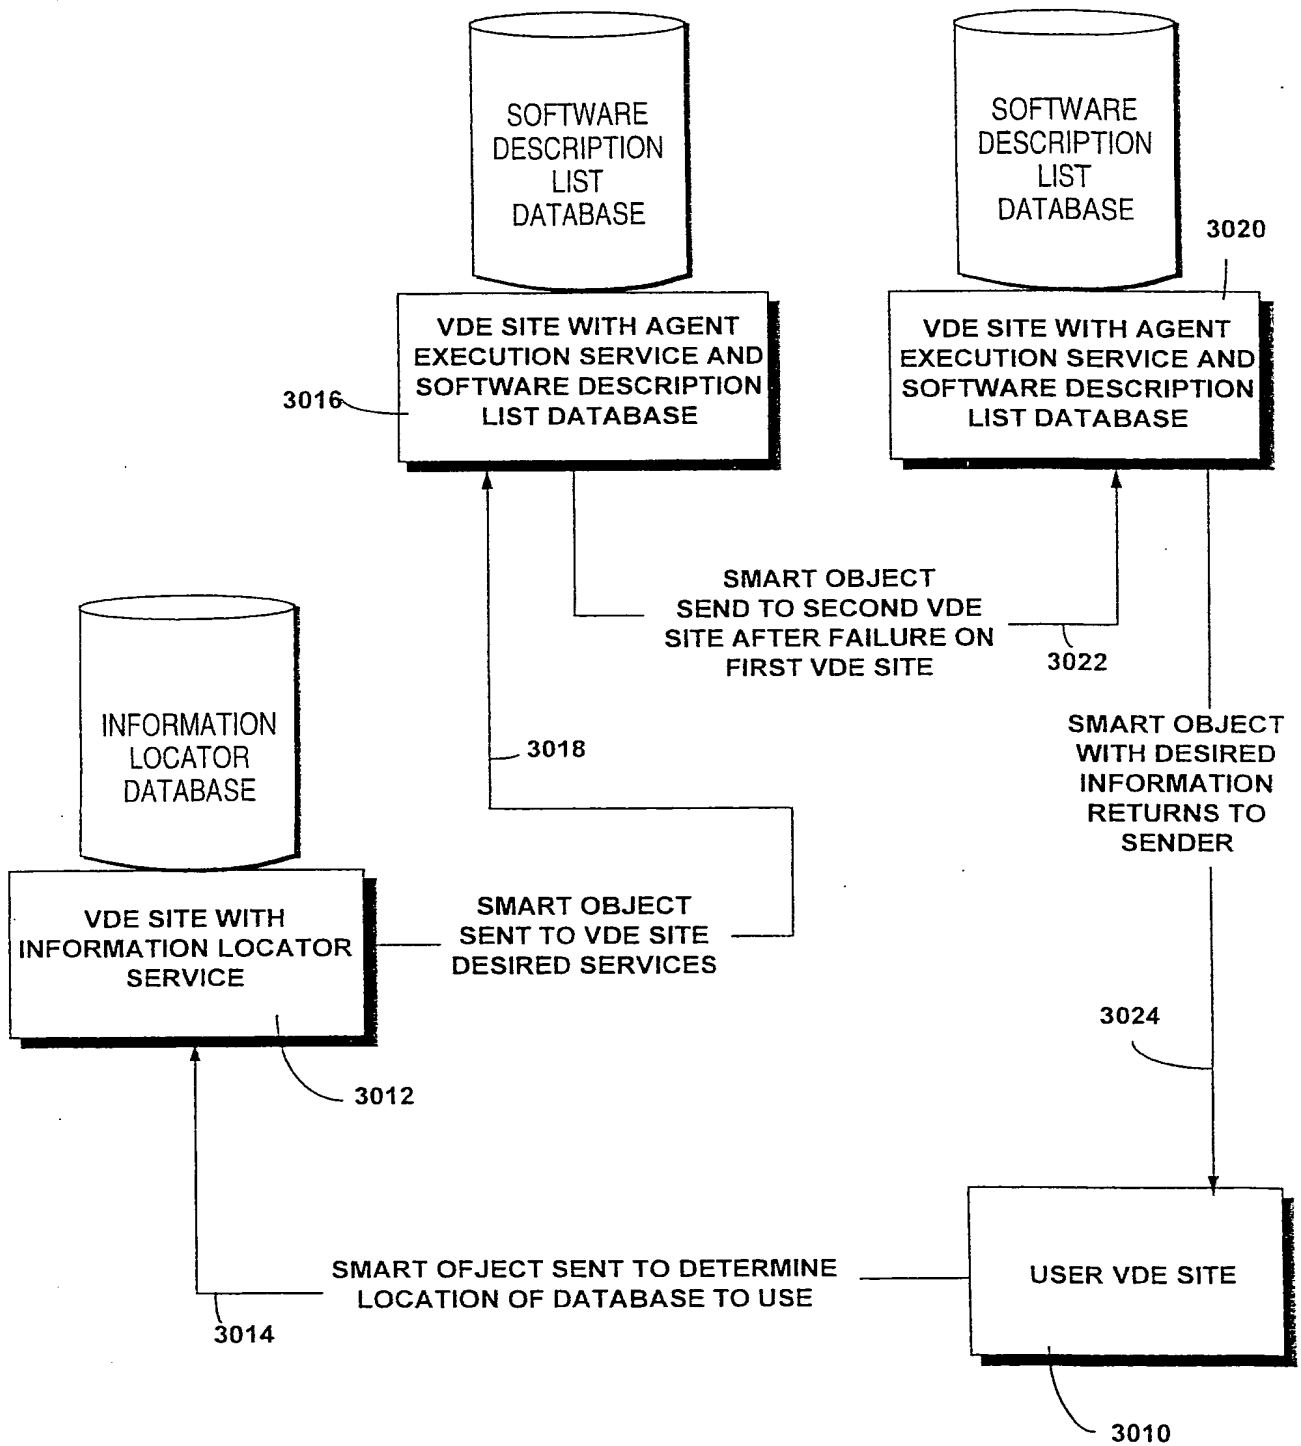 SOFTWARE
DESCRIPTION
LIST
DATABASE
SOFTWARE
DESCRIPTION
LIST
DATABASE
3020
VDE SITE WITH AGENT
EXECUTION SERVICE AND
SOFTWARE DESCRIPTION
LIST DATABASE
3016
VDE SITE WITH AGENT
EXECUTION SERVICE AND
SOFTWARE DESCRIPTION
LIST DATABASE
SMART OBJECT
SEND TO SECOND VDE
SITE AFTER FAILURE ON
FIRST VDE SITE
3022
INFORMATION
LOCATOR
DATABASE
3018
SMART OBJECT
WITH DESIRED
INFORMATION
RETURNS TO
SENDER
VDE SITE WITH
INFORMATION LOCATOR
SERVICE
SMART OBJECT
SENT TO VDE SITE
DESIRED SERVICES
3024
3012
SMART OFJECT SENT TO DETERMINE
LOCATION OF DATABASE TO USE
3014
USER VDE SITE
3010